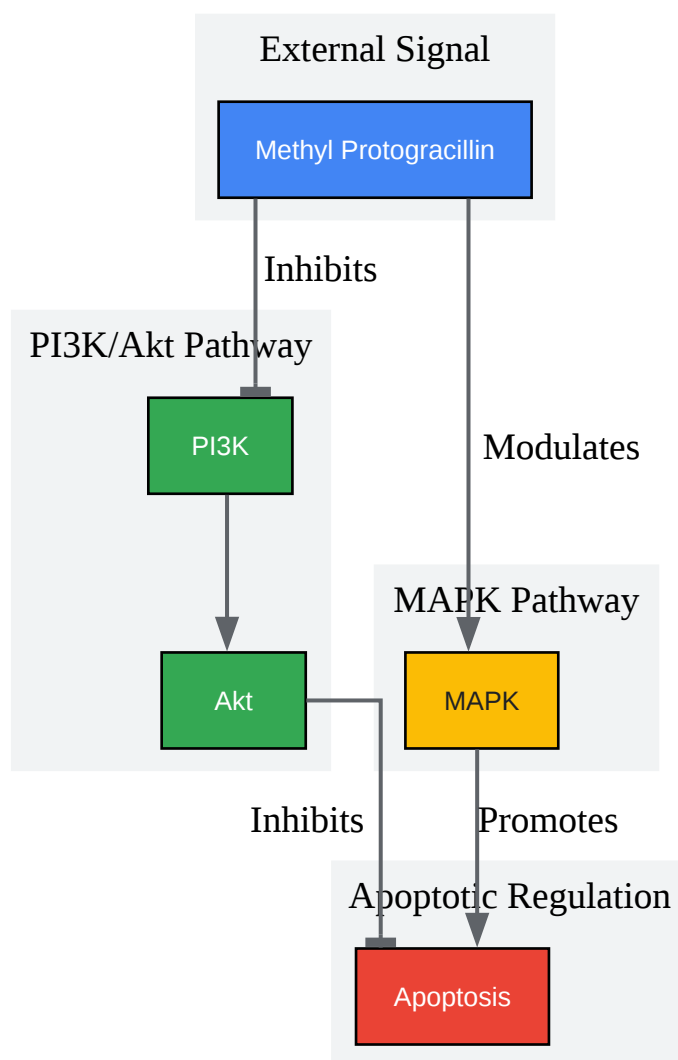 External Signal
Methyl Protogracillin
Inhibits
PI3K/Akt Pathway
PI3K
Modulates
MAPK Pathway
Akt
MAPK
Inhibits
Promotes
Apoptotic Regulation
Apoptosis